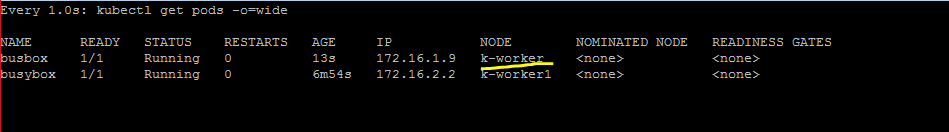 Every 1.0s: kubectl get pods -o=wide
NAME READY STATUS RESTARTS AGE IP NODE NOMINATED NODE READINESS GATES
busbox 1/1 Running 0 13s 172.16.1.9 k-worker <none> <none>
busybox 1/1 Running 0 6m54s 172.16.2.2 k-worker1 <none> <none>